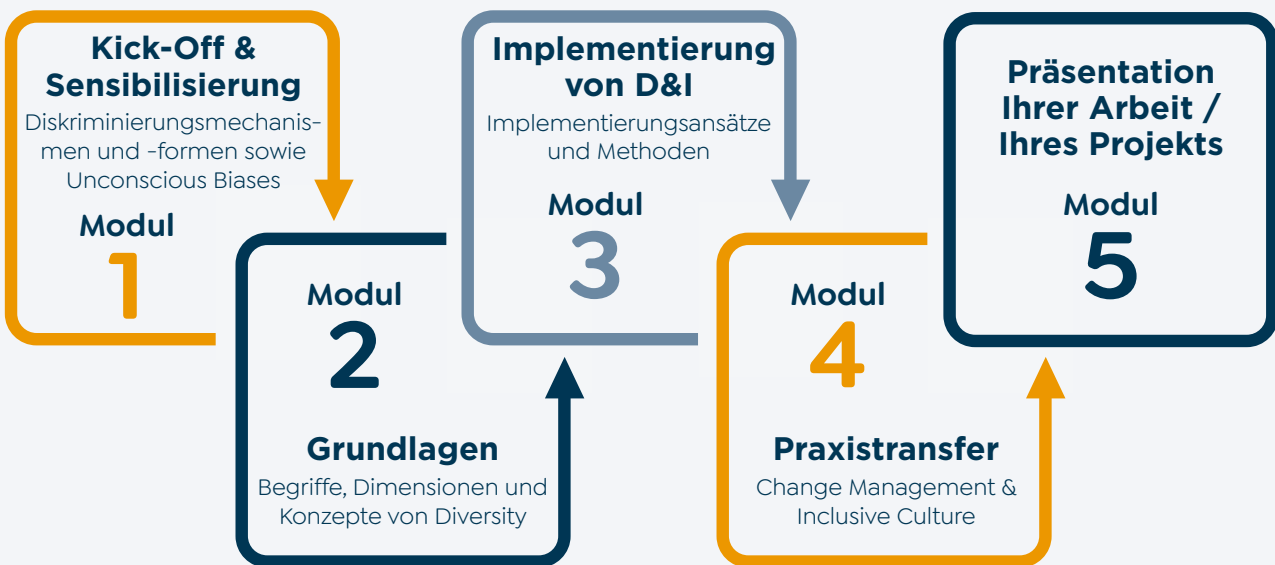 Kick-Off &
Sensibilisierung
Diskriminierungsmechanis-
men und -formen sowie
Unconscious Biases
Modul
1
Modul
2
Grundlagen
Begriffe, Dimensionen und
Konzepte von Diversity
Implementierung
von D&I
Implementierungsansätze
und Methoden
Modul
3
Modul
4
Praxistransfer
Change Management &
Inclusive Culture
Präsentation
Ihrer Arbeit /
Ihres Projekts
Modul
5